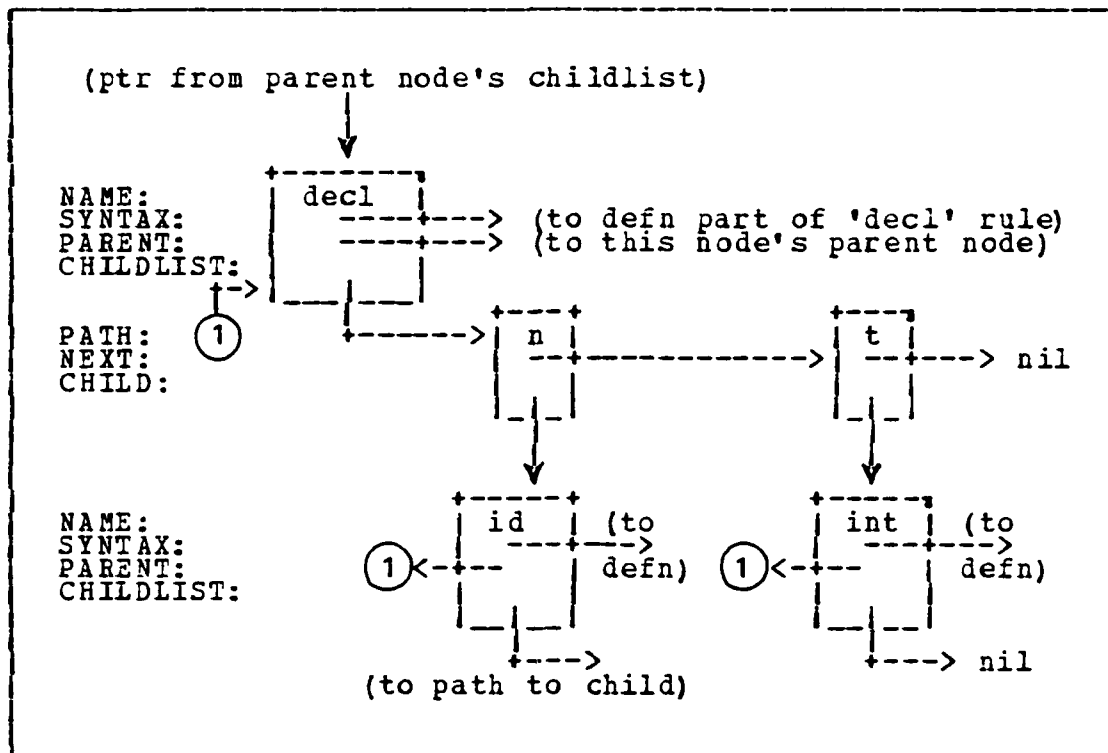 (ptr from parent node's childlist)
NAME: decl
SYNTAX: (to defn part of 'decl' rule)
PARENT: (to this node's parent node)
CHILDLIST:
1
PATH: n t
NEXT: nil
CHILD:
NAME: id (to int (to
SYNTAX:
PARENT: 1 defn) 1 defn)
CHILDLIST:
nil
(to path to child)